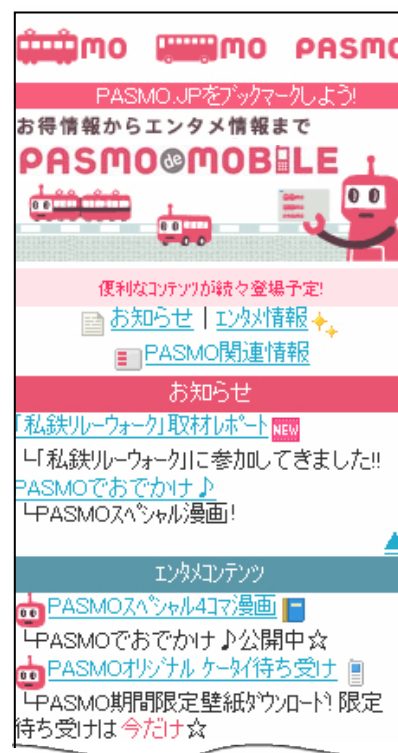 mo mo PASMO
PASMO.JPをﾌﾞｯｸﾏｰｸしよう!
お得情報からエンタメ情報まで
PASMO de MOBILE
便利なｺﾝﾃﾝﾂが続々登場予定!
お知らせ | ｴﾝﾀﾒ情報
PASMO関連情報
お知らせ
｢私鉄ﾘﾚｰｳｫｰｸ｣取材ﾚﾎﾟｰﾄ NEW
┗｢私鉄ﾘﾚｰｳｫｰｸ｣に参加してきました!!
PASMOでおでかけ♪
┗PASMOｽﾍﾟｼｬﾙ漫画!
ｴﾝﾀﾒｺﾝﾃﾝﾂ
PASMOｽﾍﾟｼｬﾙ4ｺﾏ漫画
┗PASMOでおでかけ♪公開中☆
PASMOｵﾘｼﾞﾅﾙ ｹｰﾀｲ待ち受け
┗PASMO期間限定壁紙ﾀﾞｳﾝﾛｰﾄﾞ! 限定
待ち受けは今だけ☆